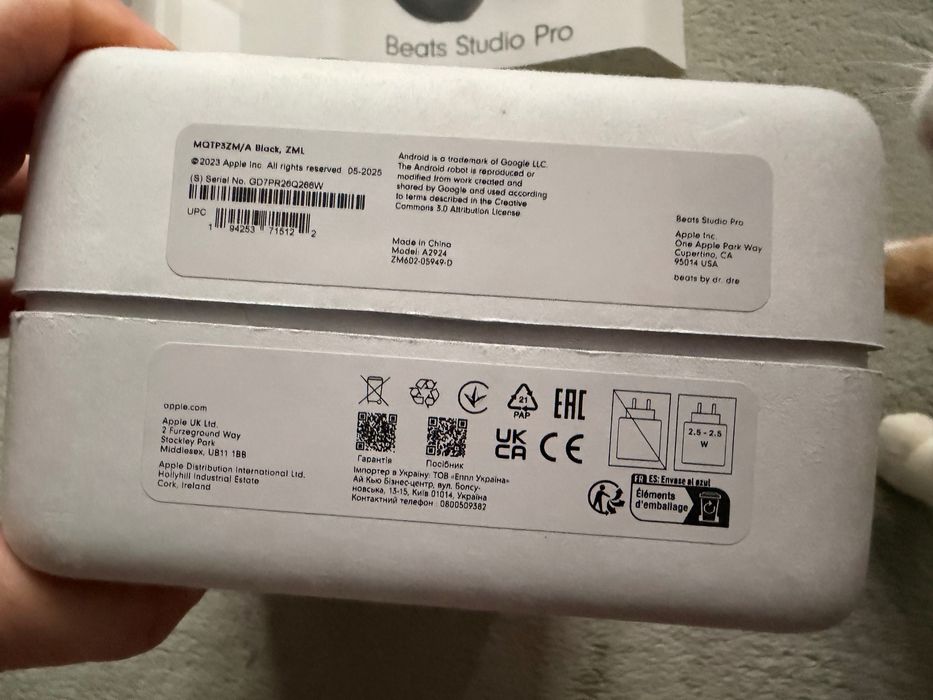 Beats Studio Pro
MQTP3ZM/A Black, ZML
©2023 Apple Inc. All rights reserved. 05-2025
(S) Serial No. GD7PR26Q266W
UPC
1 94253 71512 2
Android is a trademark of Google LLC.
The Android robot is reproduced or
modified from work created and
shared by Google and used according
to terms described in the Creative
Commons 3.0 Attribution License.
Made in China
Model: A2924
ZM602-05949-D
Beats Studio Pro
Apple Inc.
One Apple Park Way
Cupertino, CA
95014 USA
beats by dr. dre
apple.com
Apple UK Ltd.
2 Furzeground Way
Stockley Park
Middlesex, UB11 1BB
Apple Distribution International Ltd.
Hollyhill Industrial Estate
Cork, Ireland
21
PAP
EAC
UK
CA
CE
Гарантія
Посібник
Імпортер в Україну: ТОВ «Еппл Україна»
Ай Кью Бізнес-центр, вул. Болсу-
новська, 13-15, Київ 01014, Україна
Контактний телефон : 0800509382
2.5 - 2.5
W
FR ES: Envase al azul
Éléments
d'emballage